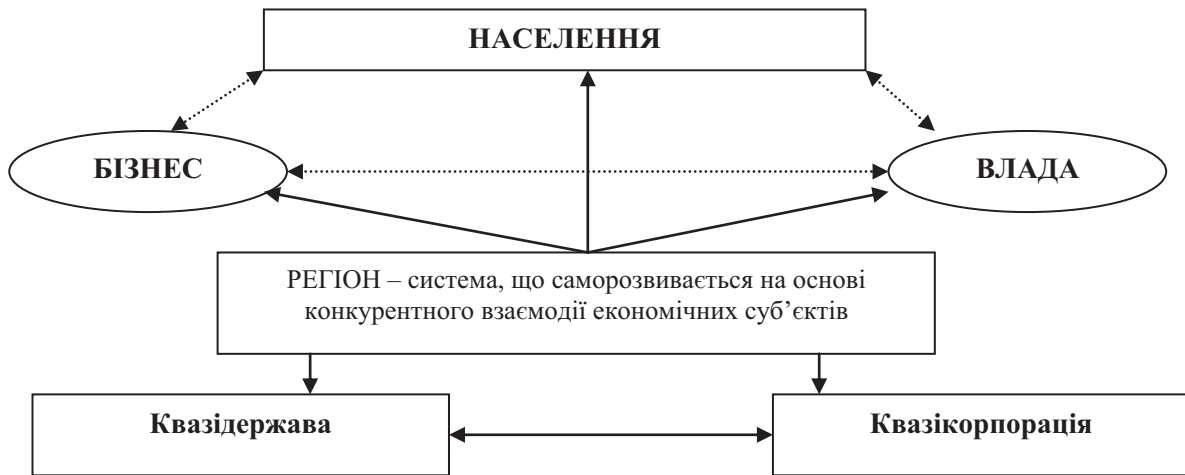 НАСЕЛЕННЯ
БІЗНЕС
ВЛАДА
РЕГІОН – система, що саморозвивається на основі
конкурентного взаємодії економічних суб’єктів
Квазідержава
Квазікорпорація